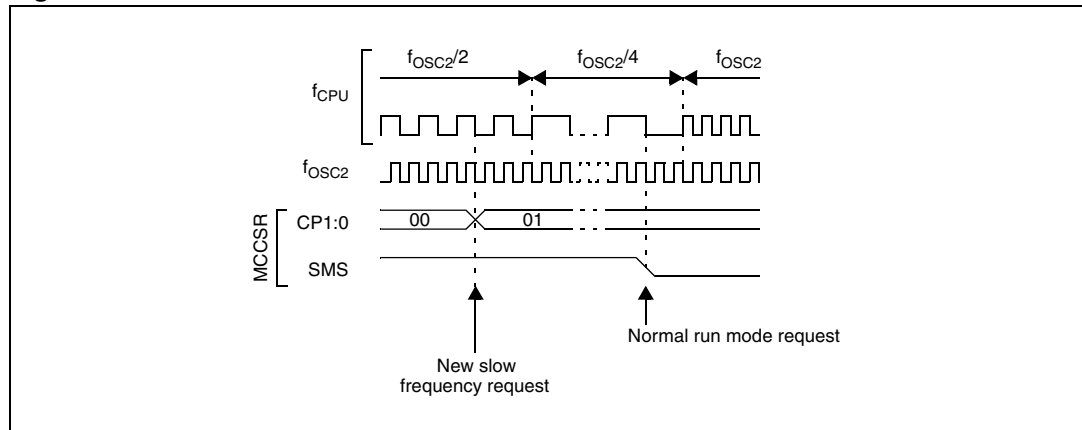 fOSC2/2 fOSC2/4 fOSC2
fCPU
fOSC2
MCCSR
CP1:0 00 01
SMS
Normal run mode request
New slow
frequency request